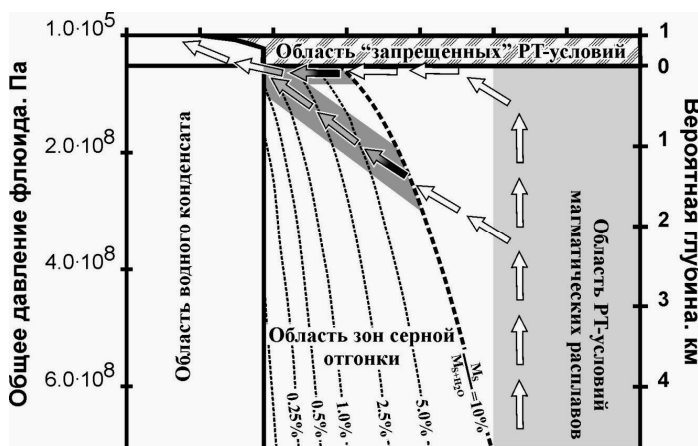 Общее давление флюида. Па
1.0·10⁵
2.0·10⁸
4.0·10⁸
6.0·10⁸
Область “запрещенных” РТ-условий
Область водного конденсата
Область зон серной
отгонки
0.25%
0.5%
1.0%
2.5%
5.0%
Mₛ
Mₛ₊ₕ₂ₒ
=10%
Область РТ-условий
магматических расплавов
1
0
1
2
3
4
Вероятная глубина. км